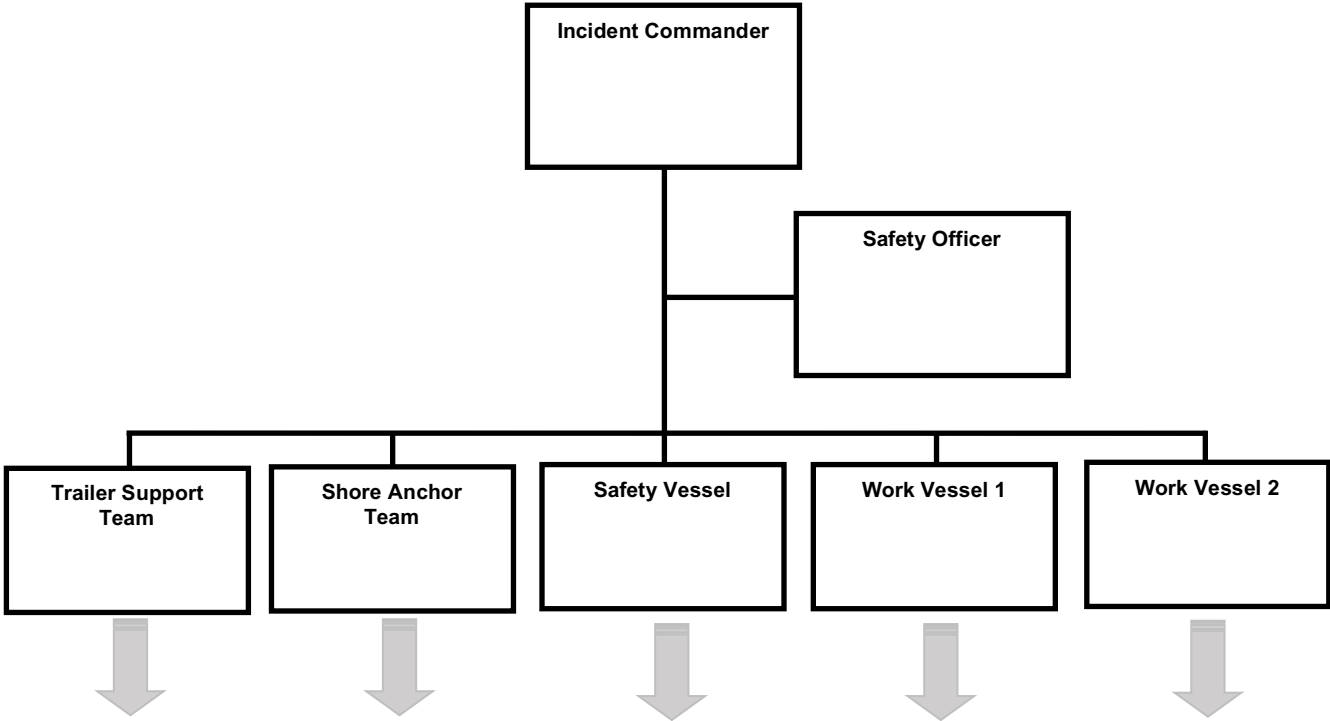 Incident Commander
Safety Officer
Trailer Support
Team
Shore Anchor
Team
Safety Vessel
Work Vessel 1
Work Vessel 2